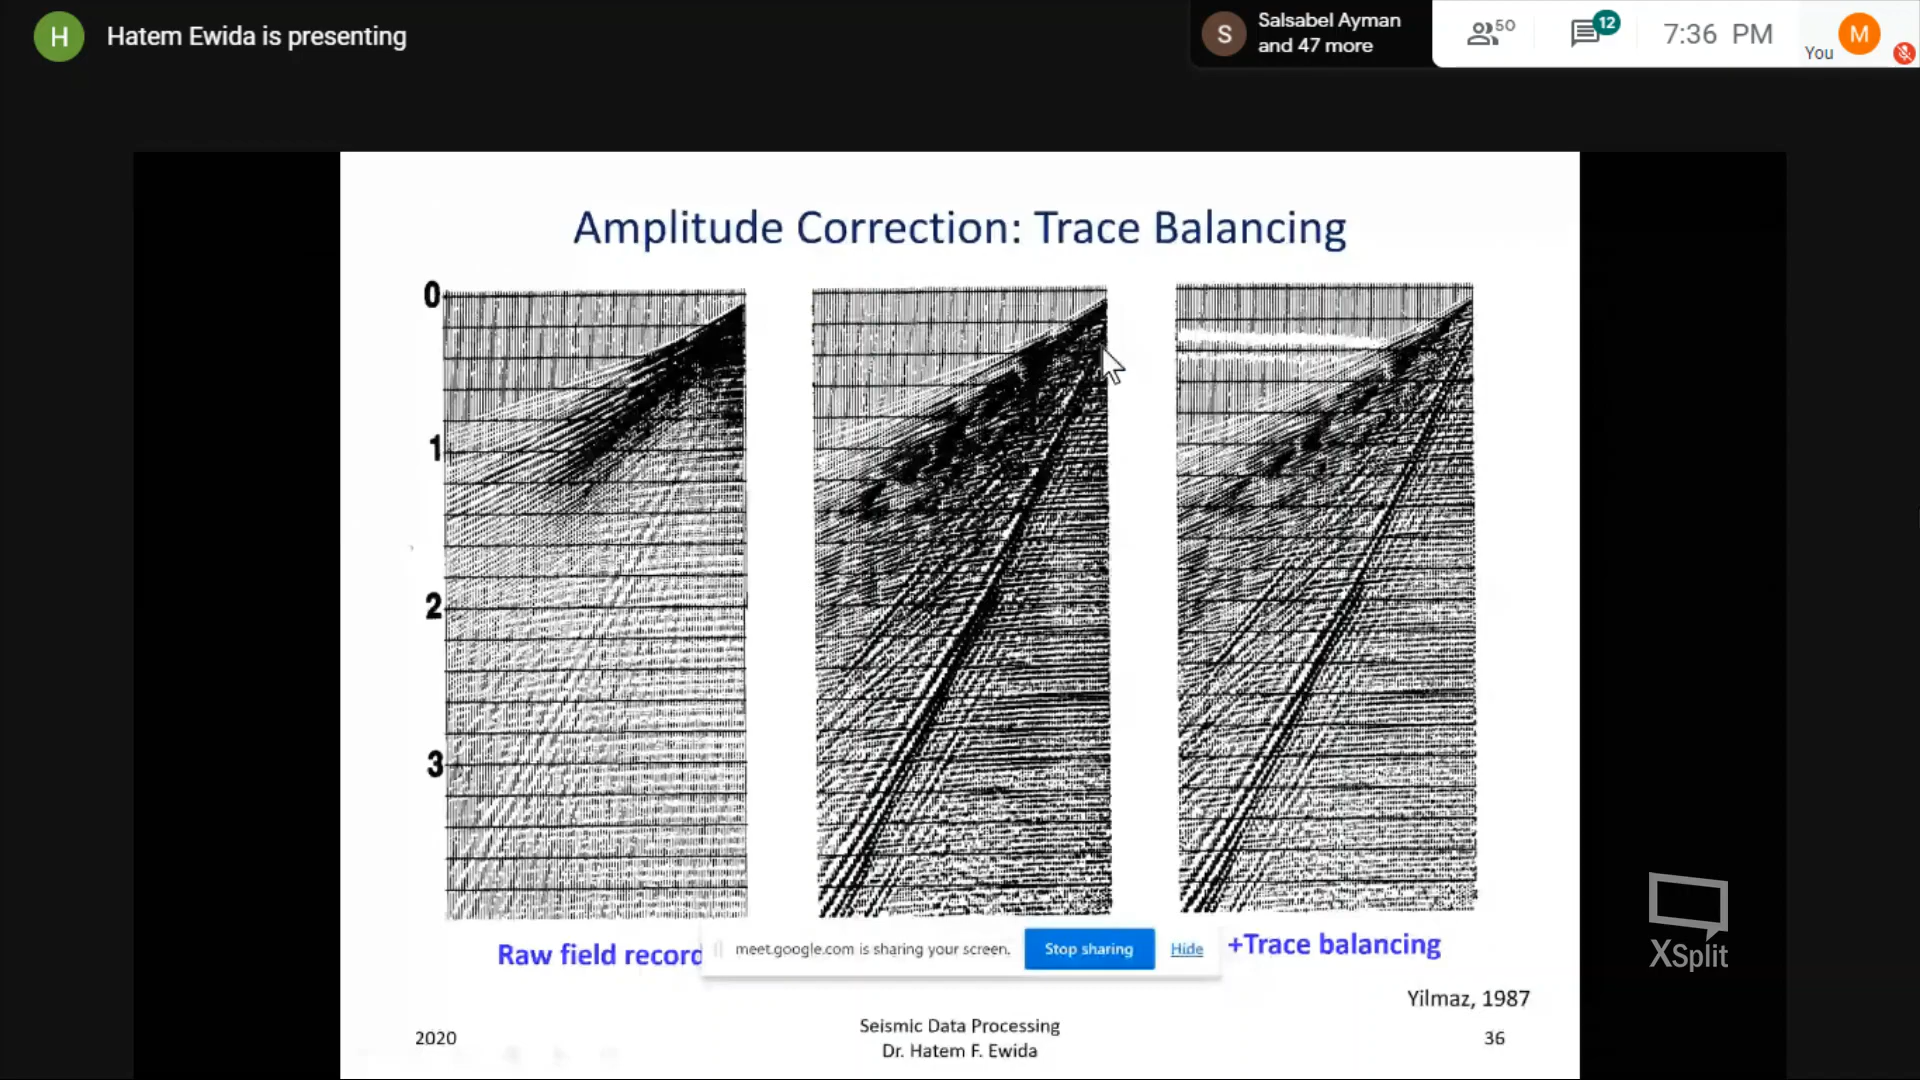 H Hatem Ewida is presenting
S Salsabel Ayman
and 47 more
50
12
7:36 PM
You
M
Amplitude Correction: Trace Balancing
0
1
2
3
Raw field record
meet.google.com is sharing your screen. Stop sharing Hide
+Trace balancing
XSplit
Yilmaz, 1987
2020
Seismic Data Processing
Dr. Hatem F. Ewida
36